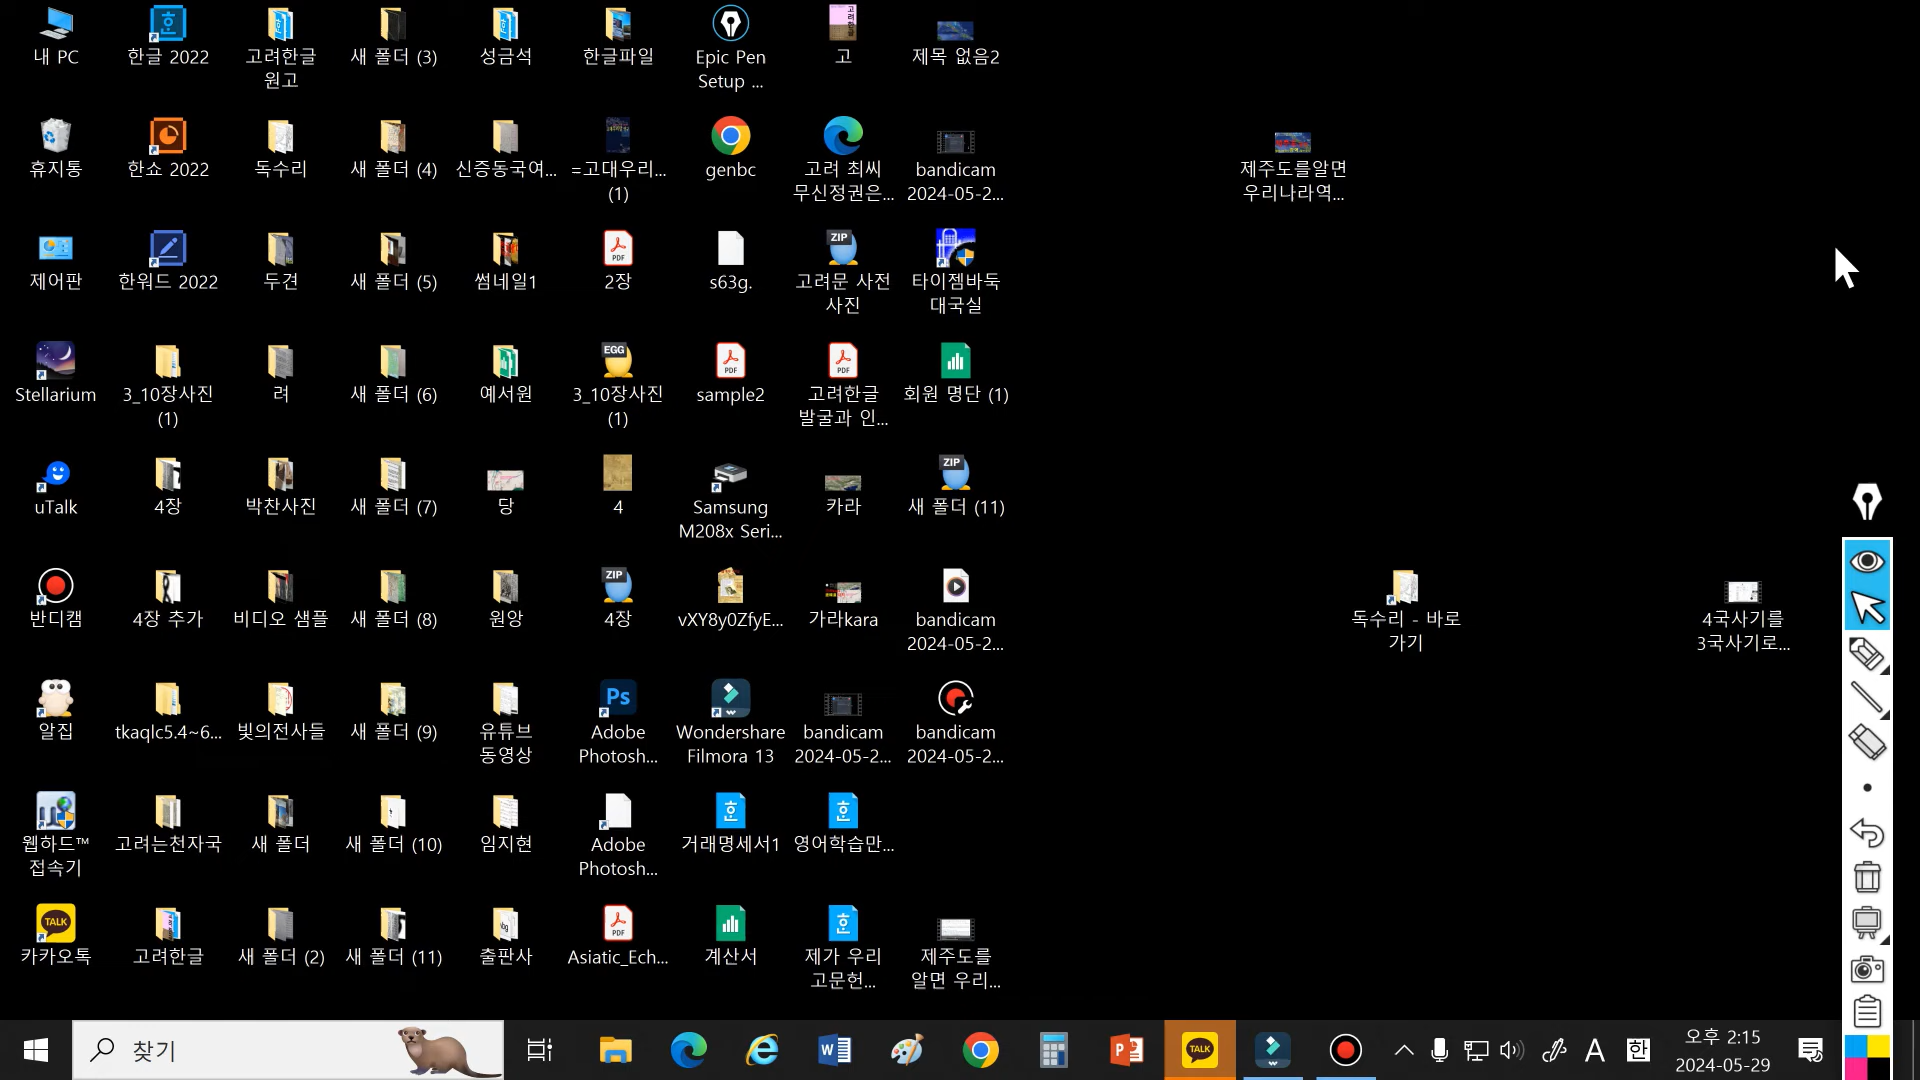 내 PC
한글 2022
고려한글
원고
새 폴더 (3)
성금석
한글파일
Epic Pen
Setup ...
고
제목 없음2
휴지통
한쇼 2022
독수리
새 폴더 (4)
신증동국여...
=고대우리...
(1)
genbc
고려 최씨
무신정권은...
bandicam
2024-05-2...
제주도를알면
우리나라역...
제어판
한워드 2022
두견
새 폴더 (5)
썸네일1
PDF
2장
s63g.
ZIP
고려문 사전
사진
타이젬바둑
대국실
Stellarium
3_10장사진
(1)
려
새 폴더 (6)
예서원
EGG
3_10장사진
(1)
PDF
sample2
PDF
고려한글
발굴과 인...
회원 명단 (1)
uTalk
4장
박찬사진
새 폴더 (7)
당
4
Samsung
M208x Seri...
카라
ZIP
새 폴더 (11)
반디캠
4장 추가
비디오 샘플
새 폴더 (8)
원앙
ZIP
4장
vXY8y0ZfyE...
가라kara
bandicam
2024-05-2...
독수리 - 바로
가기
4국사기를
3국사기로...
알집
tkaqlc5.4~6...
빛의전사들
새 폴더 (9)
유튜브
동영상
Ps
Adobe
Photosh...
Wondershare
Filmora 13
bandicam
2024-05-2...
bandicam
2024-05-2...
웹하드™
접속기
고려는천자국
새 폴더
새 폴더 (10)
임지현
Adobe
Photosh...
거래명세서1
영어학습만...
TALK
카카오톡
고려한글
새 폴더 (2)
새 폴더 (11)
출판사
PDF
Asiatic_Ech...
계산서
제가 우리
고문헌...
제주도를
알면 우리...
찾기
TALK
A
한
오후 2:15
2024-05-29